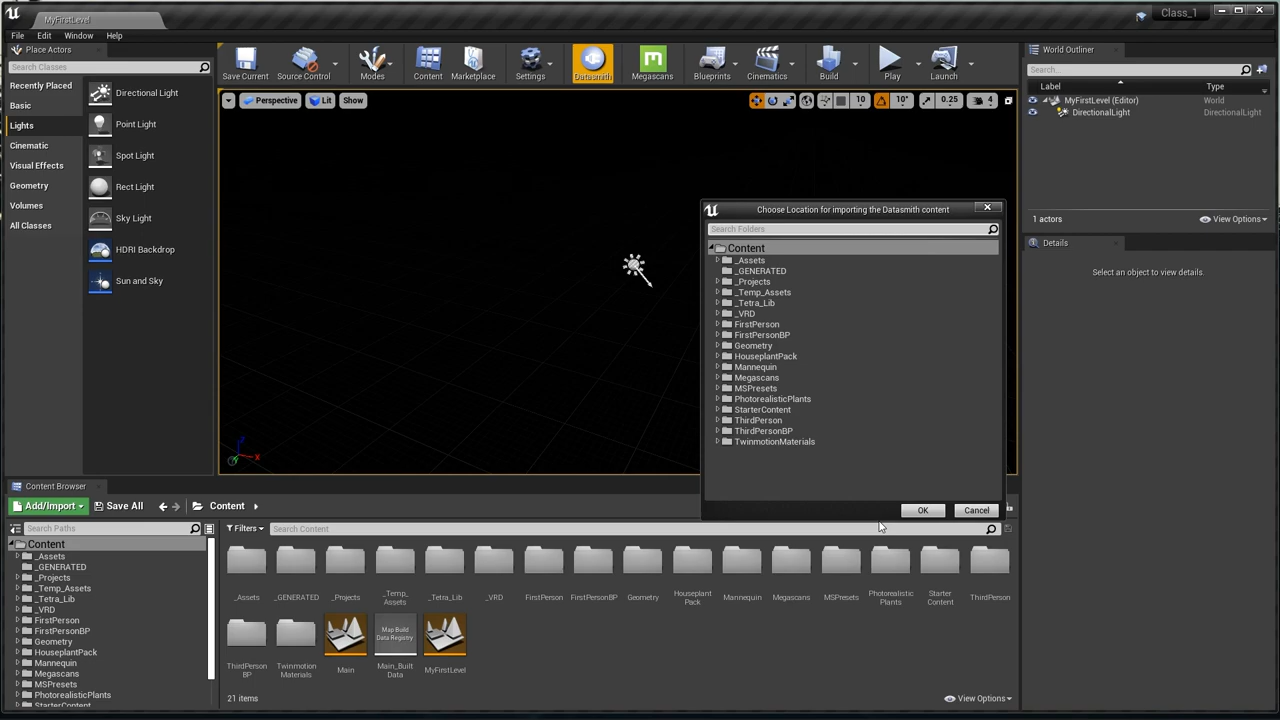 MyFirstLevel
Class_1
File Edit Window Help
Place Actors
Search Classes
Recently Placed
Basic
Lights
Cinematic
Visual Effects
Geometry
Volumes
All Classes
Directional Light
Point Light
Spot Light
Rect Light
Sky Light
HDRI Backdrop
Sun and Sky
Save Current
Source Control
Modes
Content
Marketplace
Settings
Datasmith
Megascans
Blueprints
Cinematics
Build
Play
Launch
Perspective
Lit
Show
10
10°
0.25
4
World Outliner
Search...
Label Type
MyFirstLevel (Editor) World
DirectionalLight DirectionalLight
1 actors
View Options
Details
Select an object to view details.
Choose Location for importing the Datasmith content
Search Folders
Content
_Assets
_GENERATED
_Projects
_Temp_Assets
_Tetra_Lib
_VRD
FirstPerson
FirstPersonBP
Geometry
HouseplantPack
Mannequin
Megascans
MSPresets
PhotorealisticPlants
StarterContent
ThirdPerson
ThirdPersonBP
TwinmotionMaterials
OK
Cancel
Z
X
Content Browser
Add/Import
Save All
Content
Search Paths
Filters
Search Content
Content
_Assets
_GENERATED
_Projects
_Temp_Assets
_Tetra_Lib
_VRD
FirstPerson
FirstPersonBP
Geometry
HouseplantPack
Mannequin
Megascans
MSPresets
PhotorealisticPlants
StarterContent
_Assets
_GENERATED
_Projects
_Temp_
Assets
_Tetra_Lib
_VRD
FirstPerson
FirstPersonBP
Geometry
Houseplant
Pack
Mannequin
Megascans
MSPresets
Photorealistic
Plants
Starter
Content
ThirdPerson
ThirdPerson
BP
Twinmotion
Materials
Main
Map Build
Data Registry
Main_Built
Data
MyFirstLevel
21 items
View Options